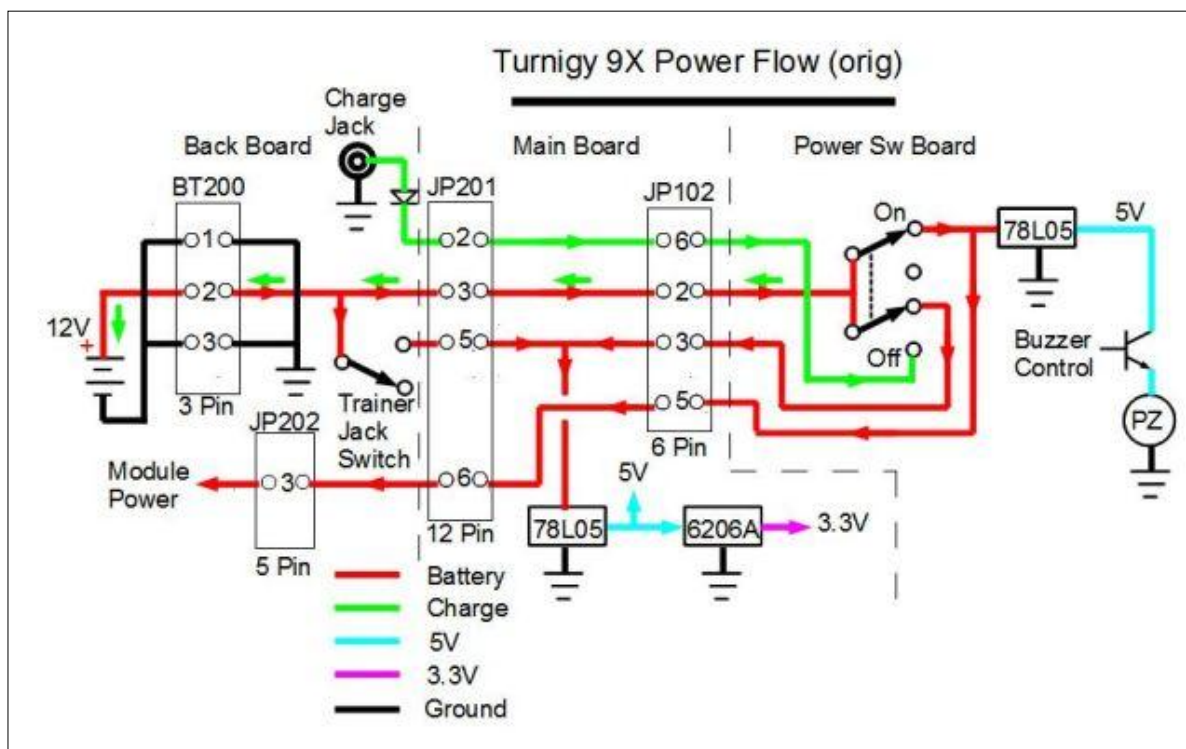 Turnigy 9X Power Flow (orig)
Charge
Jack
Back Board
Main Board
Power Sw Board
BT200
JP201
JP102
On
78L05
5V
1
2
6
2
3
2
12V
+
3
5
3
Off
Buzzer
Control
3 Pin
Trainer
Jack
Switch
5
PZ
JP202
6 Pin
Module
Power
3
6
5V
12 Pin
78L05
6206A
3.3V
5 Pin
Battery
Charge
5V
3.3V
Ground